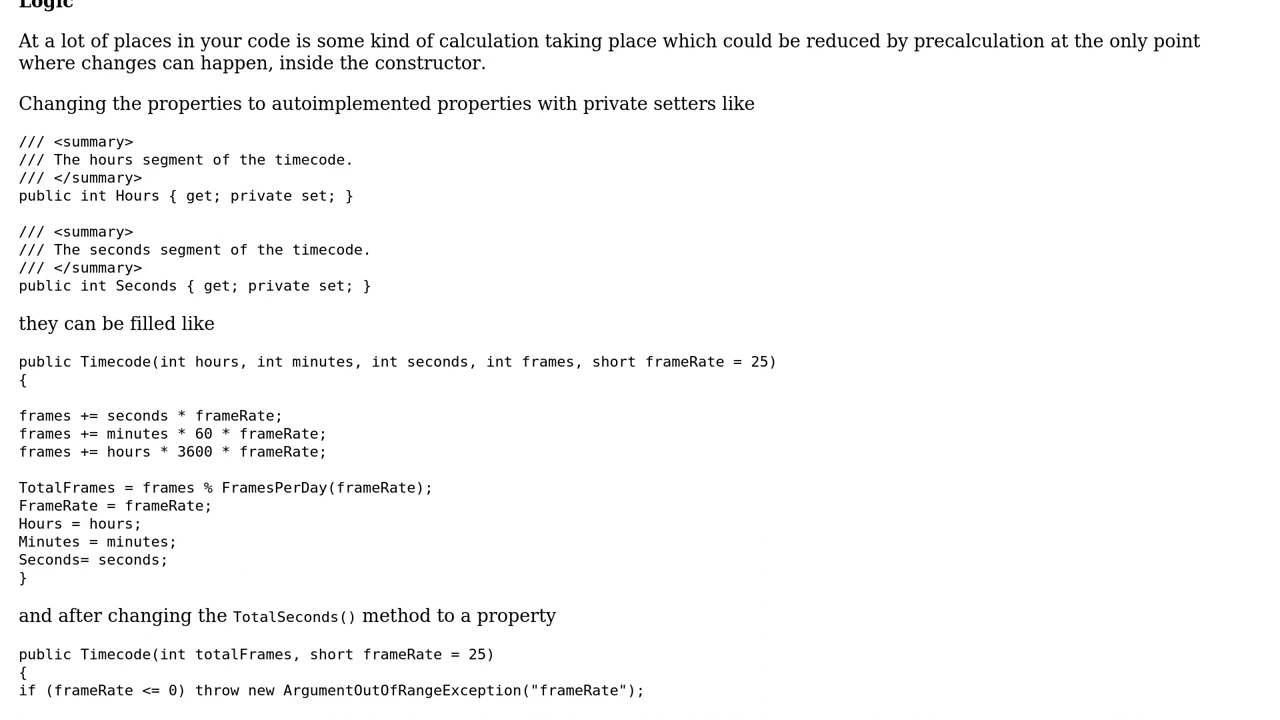 Logic
At a lot of places in your code is some kind of calculation taking place which could be reduced by precalculation at the only point
where changes can happen, inside the constructor.
Changing the properties to autoimplemented properties with private setters like
/// <summary>
/// The hours segment of the timecode.
/// </summary>
public int Hours { get; private set; }
/// <summary>
/// The seconds segment of the timecode.
/// </summary>
public int Seconds { get; private set; }
they can be filled like
public Timecode(int hours, int minutes, int seconds, int frames, short frameRate = 25)
{
frames += seconds * frameRate;
frames += minutes * 60 * frameRate;
frames += hours * 3600 * frameRate;
TotalFrames = frames % FramesPerDay(frameRate);
FrameRate = frameRate;
Hours = hours;
Minutes = minutes;
Seconds= seconds;
}
and after changing the TotalSeconds() method to a property
public Timecode(int totalFrames, short frameRate = 25)
{
if (frameRate <= 0) throw new ArgumentOutOfRangeException("frameRate");